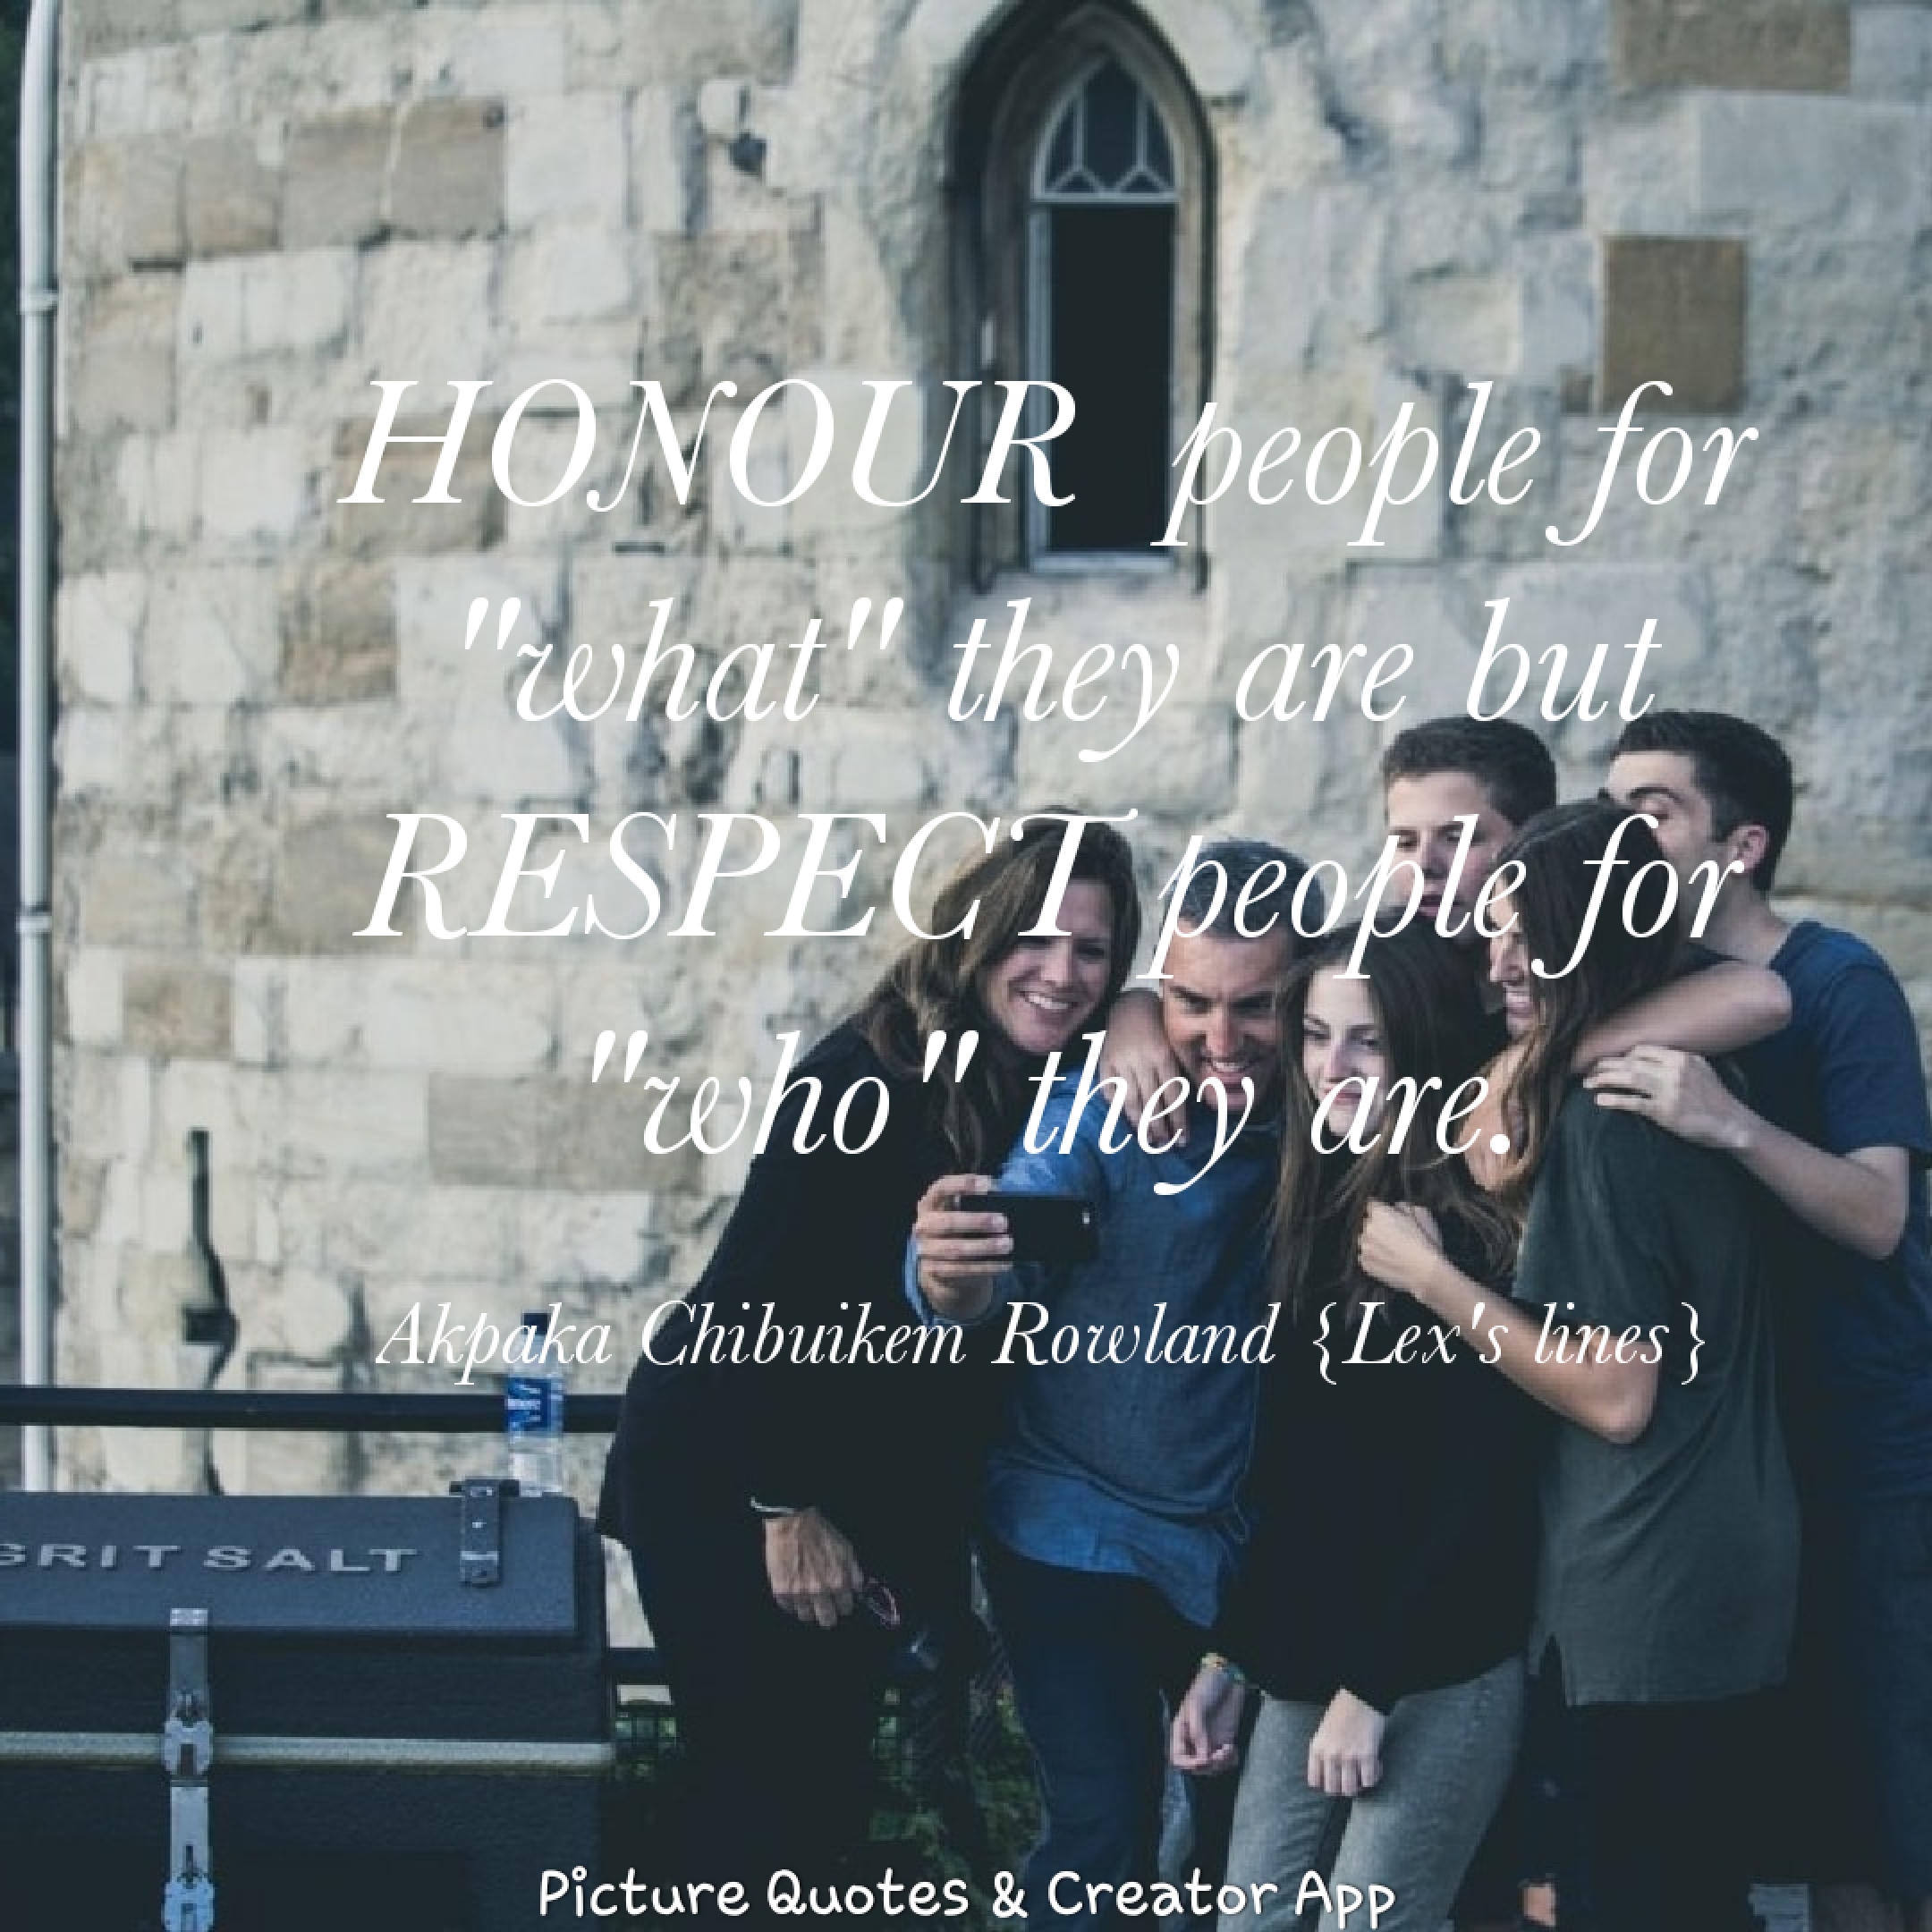 HONOUR people for
"what" they are but
RESPECT people for
"who" they are.
Akpaka Chibuikem Rowland {Lex's lines}
GRIT SALT
Picture Quotes & Creator App